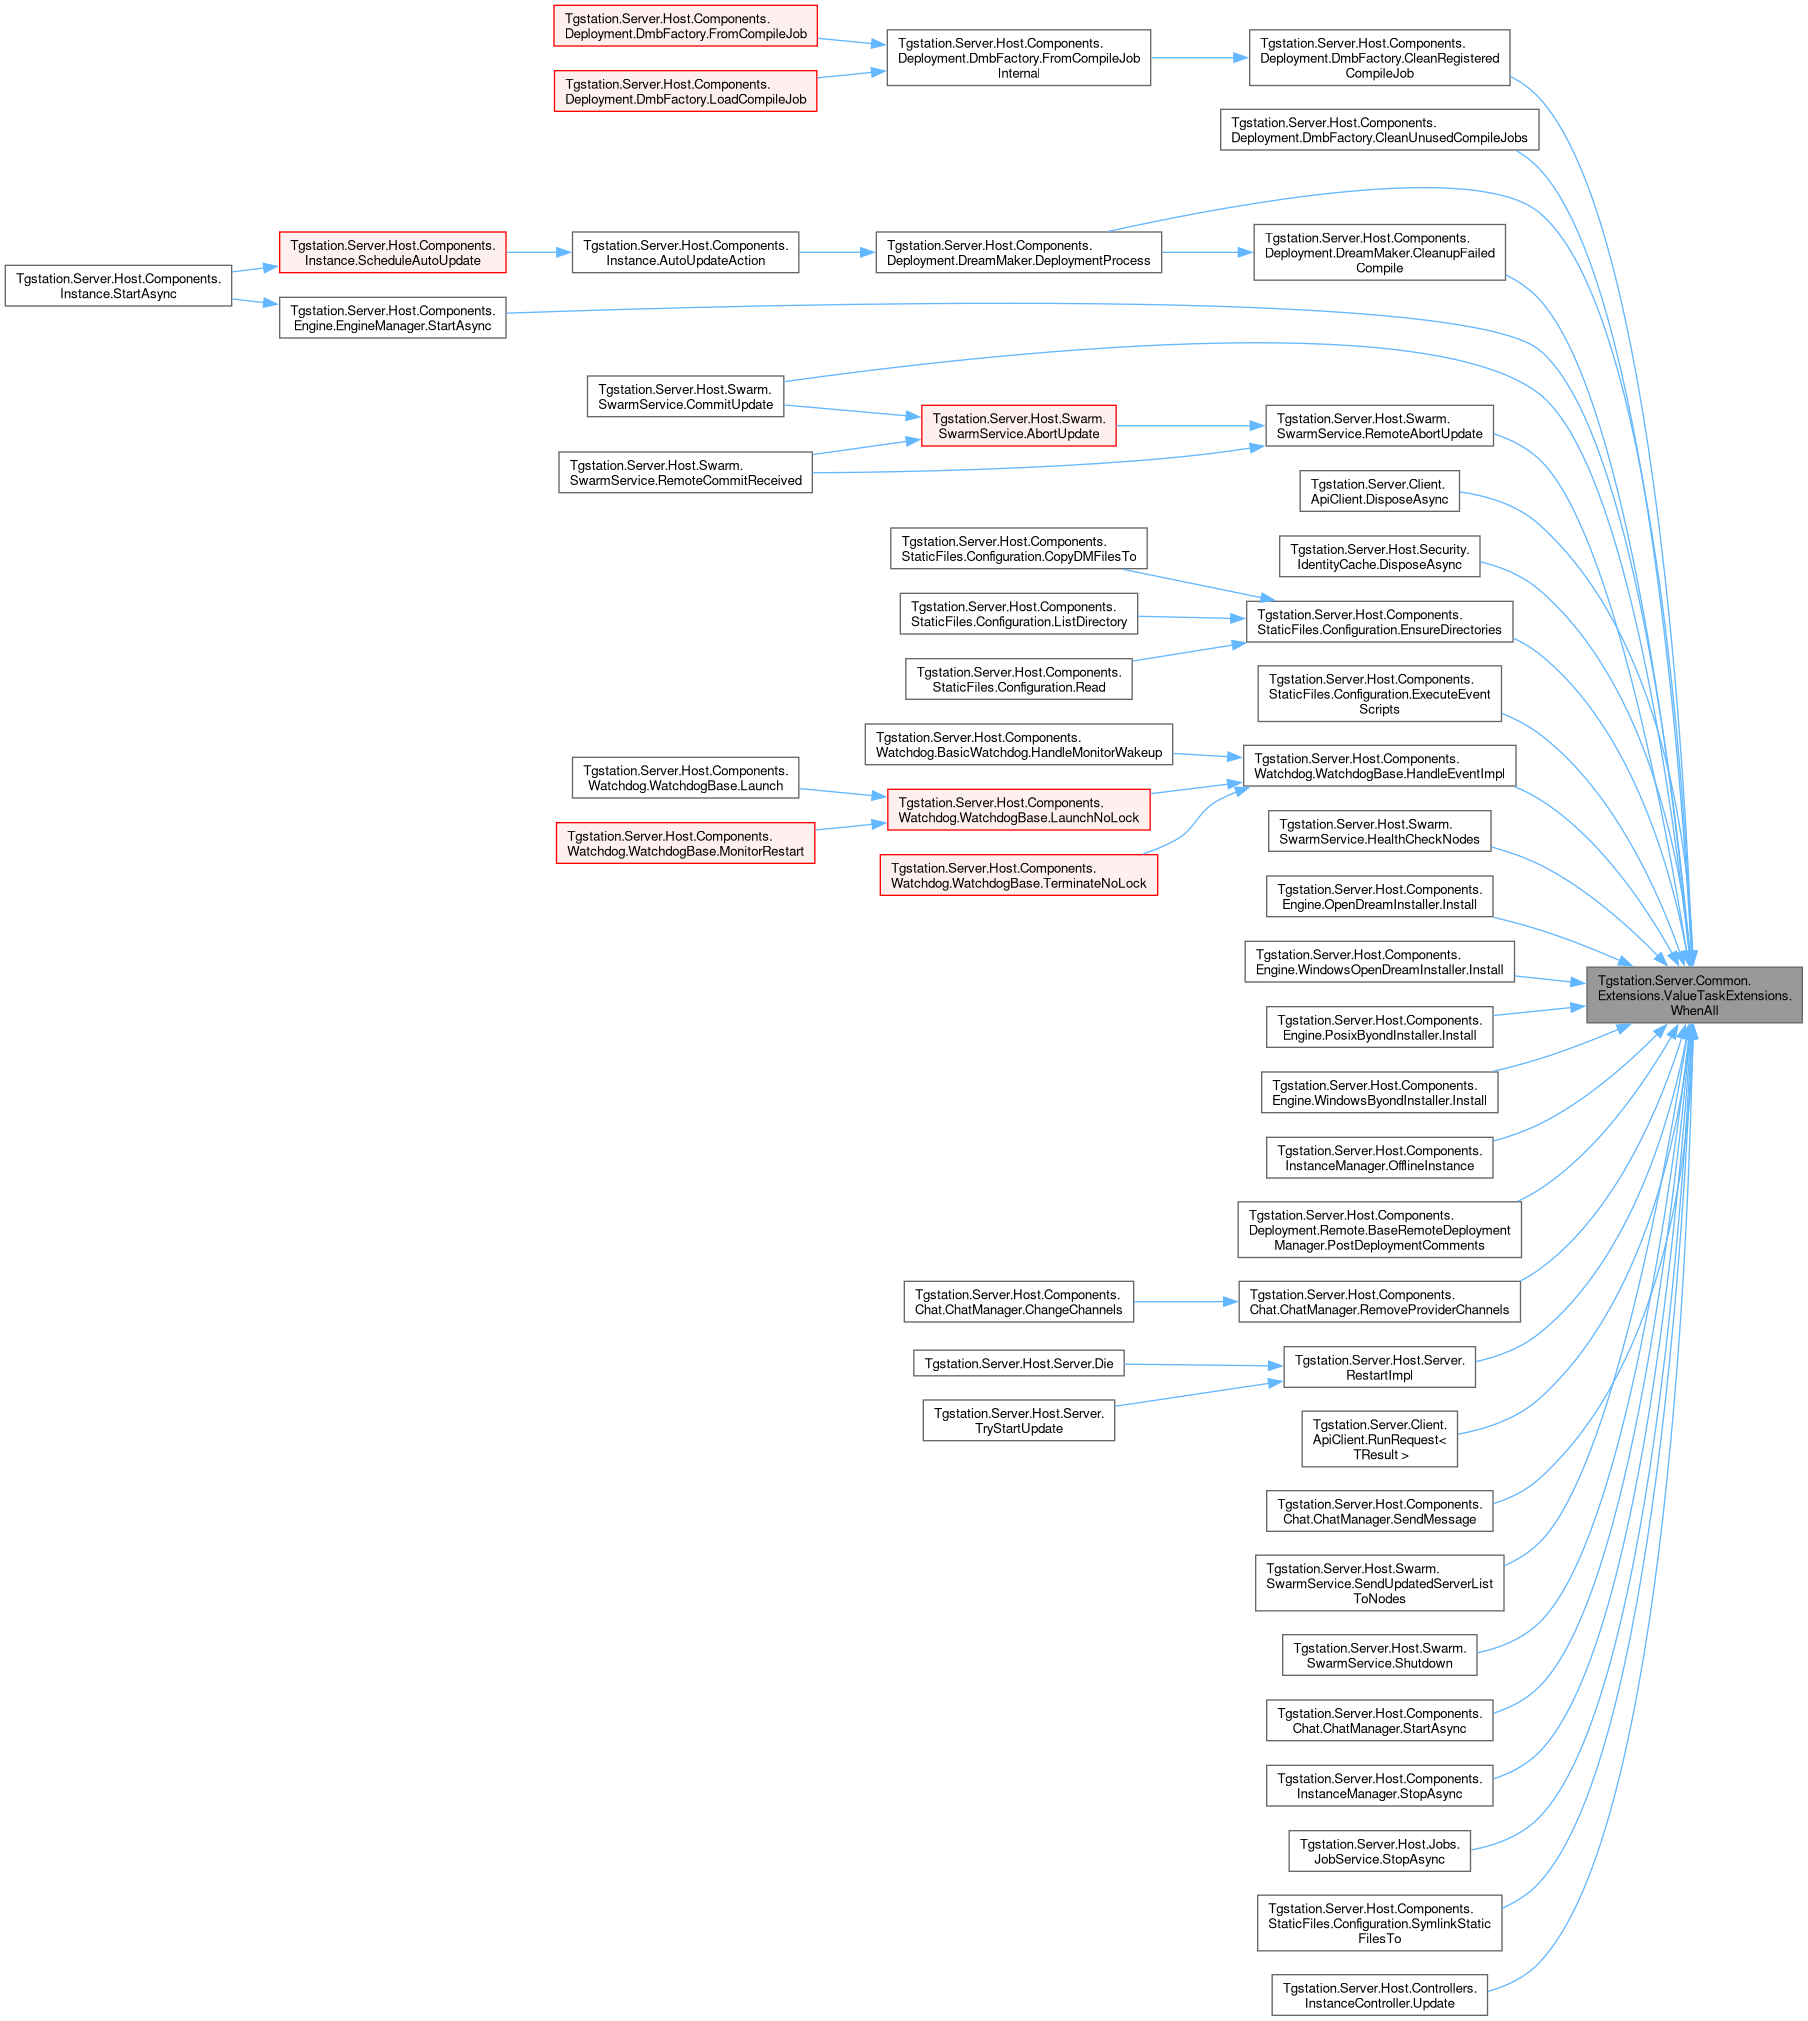 Tgstation.Server.Host.Components.
Deployment.DmbFactory.FromCompileJob
Tgstation.Server.Host.Components.
Deployment.DmbFactory.LoadCompileJob
Tgstation.Server.Host.Components.
Deployment.DmbFactory.FromCompileJob
Internal
Tgstation.Server.Host.Components.
Deployment.DmbFactory.CleanRegistered
CompileJob
Tgstation.Server.Host.Components.
Deployment.DmbFactory.CleanUnusedCompileJobs
Tgstation.Server.Host.Components.
Instance.StartAsync
Tgstation.Server.Host.Components.
Instance.ScheduleAutoUpdate
Tgstation.Server.Host.Components.
Instance.AutoUpdateAction
Tgstation.Server.Host.Components.
Deployment.DreamMaker.DeploymentProcess
Tgstation.Server.Host.Components.
Deployment.DreamMaker.CleanupFailed
Compile
Tgstation.Server.Host.Components.
Engine.EngineManager.StartAsync
Tgstation.Server.Host.Swarm.
SwarmService.CommitUpdate
Tgstation.Server.Host.Swarm.
SwarmService.AbortUpdate
Tgstation.Server.Host.Swarm.
SwarmService.RemoteAbortUpdate
Tgstation.Server.Host.Swarm.
SwarmService.RemoteCommitReceived
Tgstation.Server.Client.
ApiClient.DisposeAsync
Tgstation.Server.Host.Components.
StaticFiles.Configuration.CopyDMFilesTo
Tgstation.Server.Host.Security.
IdentityCache.DisposeAsync
Tgstation.Server.Host.Components.
StaticFiles.Configuration.ListDirectory
Tgstation.Server.Host.Components.
StaticFiles.Configuration.EnsureDirectories
Tgstation.Server.Host.Components.
StaticFiles.Configuration.Read
Tgstation.Server.Host.Components.
StaticFiles.Configuration.ExecuteEvent
Scripts
Tgstation.Server.Host.Components.
Watchdog.BasicWatchdog.HandleMonitorWakeup
Tgstation.Server.Host.Components.
Watchdog.WatchdogBase.HandleEventImpl
Tgstation.Server.Host.Components.
Watchdog.WatchdogBase.Launch
Tgstation.Server.Host.Components.
Watchdog.WatchdogBase.LaunchNoLock
Tgstation.Server.Host.Components.
Watchdog.WatchdogBase.MonitorRestart
Tgstation.Server.Host.Components.
Watchdog.WatchdogBase.TerminateNoLock
Tgstation.Server.Host.Swarm.
SwarmService.HealthCheckNodes
Tgstation.Server.Host.Components.
Engine.OpenDreamInstaller.Install
Tgstation.Server.Host.Components.
Engine.WindowsOpenDreamInstaller.Install
Tgstation.Server.Common.
Extensions.ValueTaskExtensions.
WhenAll
Tgstation.Server.Host.Components.
Engine.PosixByondInstaller.Install
Tgstation.Server.Host.Components.
Engine.WindowsByondInstaller.Install
Tgstation.Server.Host.Components.
InstanceManager.OfflineInstance
Tgstation.Server.Host.Components.
Deployment.Remote.BaseRemoteDeployment
Manager.PostDeploymentComments
Tgstation.Server.Host.Components.
Chat.ChatManager.ChangeChannels
Tgstation.Server.Host.Components.
Chat.ChatManager.RemoveProviderChannels
Tgstation.Server.Host.Server.Die
Tgstation.Server.Host.Server.
RestartImpl
Tgstation.Server.Host.Server.
TryStartUpdate
Tgstation.Server.Client.
ApiClient.RunRequest<
TResult >
Tgstation.Server.Host.Components.
Chat.ChatManager.SendMessage
Tgstation.Server.Host.Swarm.
SwarmService.SendUpdatedServerList
ToNodes
Tgstation.Server.Host.Swarm.
SwarmService.Shutdown
Tgstation.Server.Host.Components.
Chat.ChatManager.StartAsync
Tgstation.Server.Host.Components.
InstanceManager.StopAsync
Tgstation.Server.Host.Jobs.
JobService.StopAsync
Tgstation.Server.Host.Components.
StaticFiles.Configuration.SymlinkStatic
FilesTo
Tgstation.Server.Host.Controllers.
InstanceController.Update